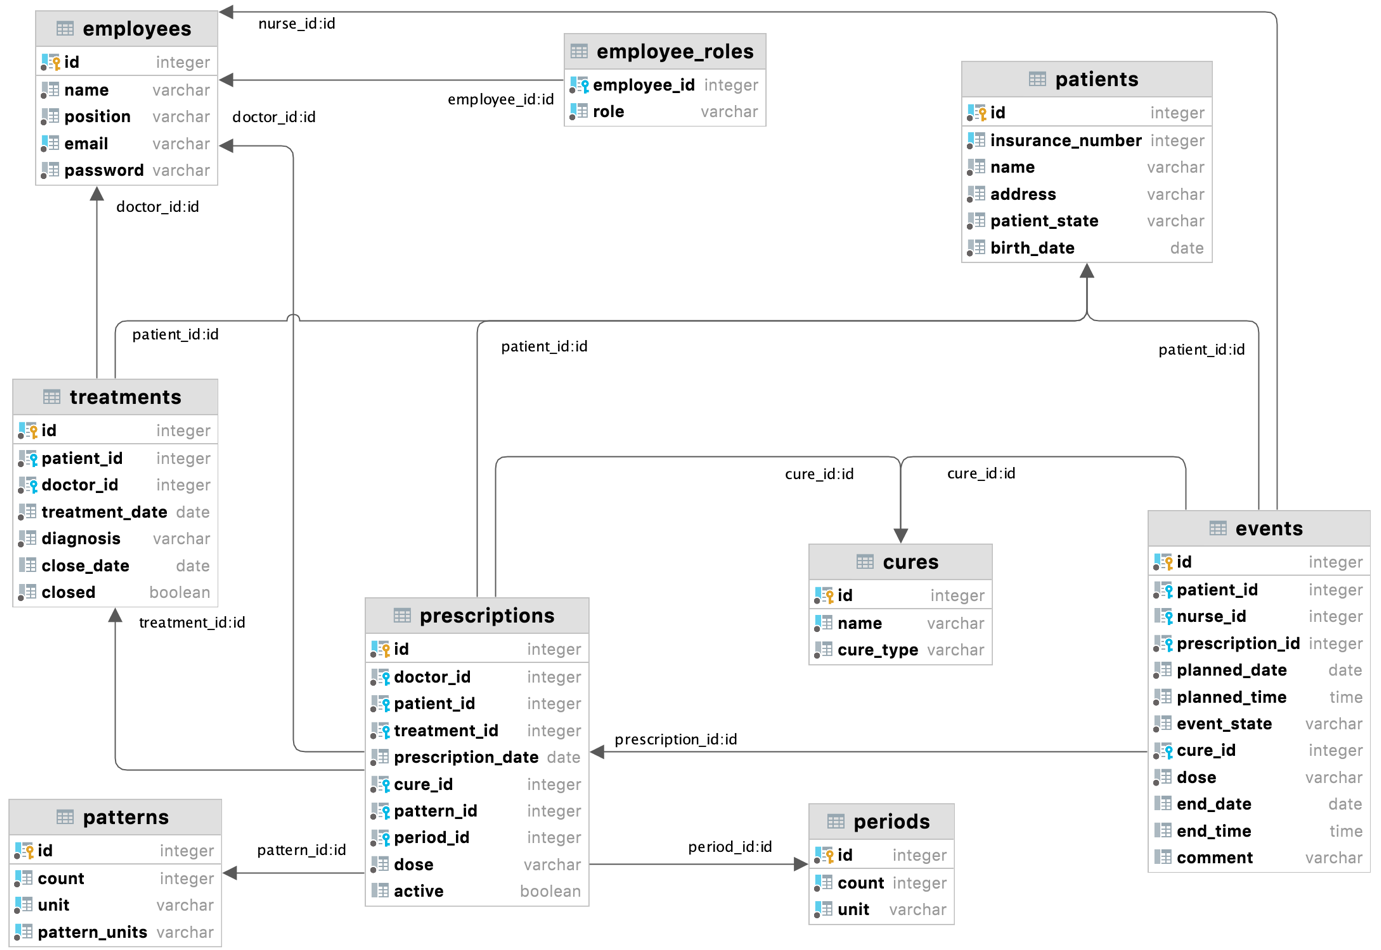 employees
id integer
name varchar
position varchar
email varchar
password varchar
nurse_id:id
employee_roles
employee_id integer
role varchar
employee_id:id
doctor_id:id
doctor_id:id
patients
id integer
insurance_number integer
name varchar
address varchar
patient_state varchar
birth_date date
patient_id:id
patient_id:id
patient_id:id
treatments
id integer
patient_id integer
doctor_id integer
treatment_date date
diagnosis varchar
close_date date
closed boolean
treatment_id:id
cure_id:id
cure_id:id
cures
id integer
name varchar
cure_type varchar
events
id integer
patient_id integer
nurse_id integer
prescription_id integer
planned_date date
planned_time time
event_state varchar
cure_id integer
dose varchar
end_date date
end_time time
comment varchar
prescriptions
id integer
doctor_id integer
patient_id integer
treatment_id integer
prescription_date date
cure_id integer
pattern_id integer
period_id integer
dose varchar
active boolean
prescription_id:id
patterns
id integer
count integer
unit varchar
pattern_units varchar
pattern_id:id
period_id:id
periods
id integer
count integer
unit varchar